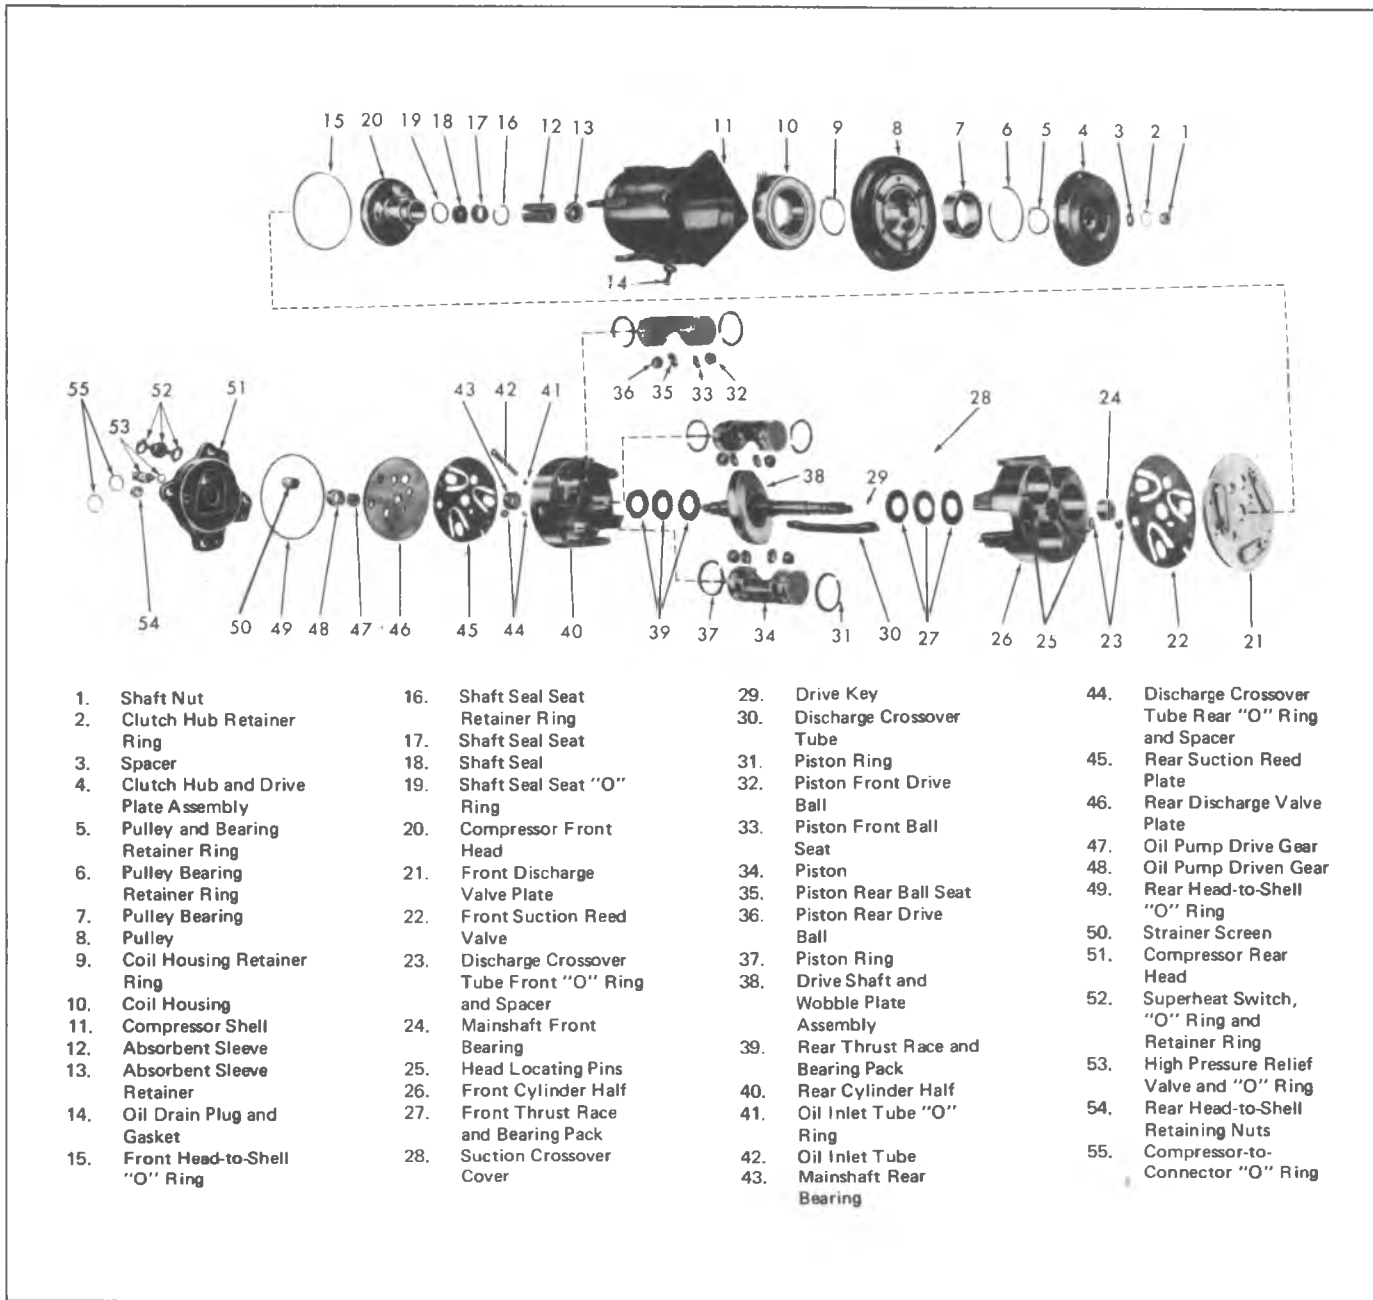 15 20 19 18 17 16 12 13 11 10 9 8 7 6 5 4 3 2 1
14
36 35 33 32
55 52 51 43 42 41 28 24
53
38 29
54 50 49 48 47 46 45 44 40 39 37 34 31 30 27 26 25 23 22 21
1. Shaft Nut
2. Clutch Hub Retainer
Ring
3. Spacer
4. Clutch Hub and Drive
Plate Assembly
5. Pulley and Bearing
Retainer Ring
6. Pulley Bearing
Retainer Ring
7. Pulley Bearing
8. Pulley
9. Coil Housing Retainer
Ring
10. Coil Housing
11. Compressor Shell
12. Absorbent Sleeve
13. Absorbent Sleeve
Retainer
14. Oil Drain Plug and
Gasket
15. Front Head-to-Shell
"O" Ring
16. Shaft Seal Seat
Retainer Ring
17. Shaft Seal Seat
18. Shaft Seal
19. Shaft Seal Seat "O"
Ring
20. Compressor Front
Head
21. Front Discharge
Valve Plate
22. Front Suction Reed
Valve
23. Discharge Crossover
Tube Front "O" Ring
and Spacer
24. Mainshaft Front
Bearing
25. Head Locating Pins
26. Front Cylinder Half
27. Front Thrust Race
and Bearing Pack
28. Suction Crossover
Cover
29. Drive Key
30. Discharge Crossover
Tube
31. Piston Ring
32. Piston Front Drive
Ball
33. Piston Front Ball
Seat
34. Piston
35. Piston Rear Ball Seat
36. Piston Rear Drive
Ball
37. Piston Ring
38. Drive Shaft and
Wobble Plate
Assembly
39. Rear Thrust Race and
Bearing Pack
40. Rear Cylinder Half
41. Oil Inlet Tube "O"
Ring
42. Oil Inlet Tube
43. Mainshaft Rear
Bearing
44. Discharge Crossover
Tube Rear "O" Ring
and Spacer
45. Rear Suction Reed
Plate
46. Rear Discharge Valve
Plate
47. Oil Pump Drive Gear
48. Oil Pump Driven Gear
49. Rear Head-to-Shell
"O" Ring
50. Strainer Screen
51. Compressor Rear
Head
52. Superheat Switch,
"O" Ring and
Retainer Ring
53. High Pressure Relief
Valve and "O" Ring
54. Rear Head-to-Shell
Retaining Nuts
55. Compressor-to-
Connector "O" Ring